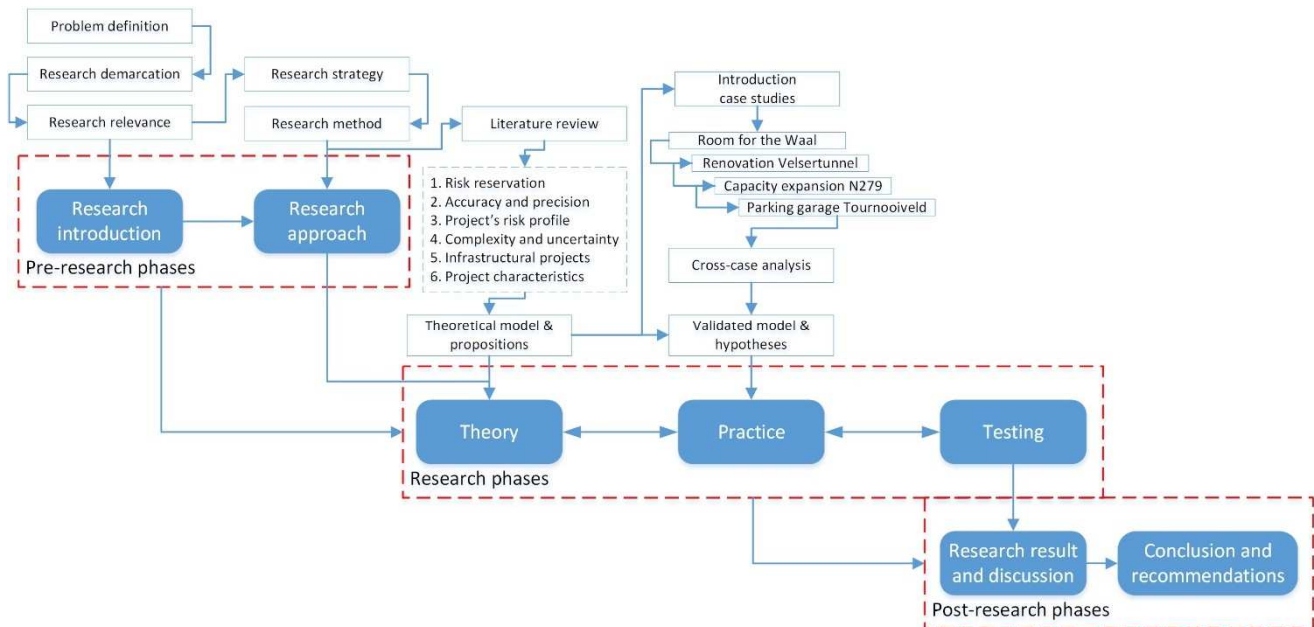 Problem definition
Research demarcation
Research relevance
Research strategy
Research method
Literature review
1. Risk reservation
2. Accuracy and precision
3. Project's risk profile
4. Complexity and uncertainty
5. Infrastructural projects
6. Project characteristics
Theoretical model &
propositions
Introduction
case studies
Room for the Waal
Renovation Velsertunnel
Capacity expansion N279
Parking garage Tournooiveld
Cross-case analysis
Validated model &
hypotheses
Research
introduction
Research
approach
Pre-research phases
Theory
Practice
Testing
Research phases
Research result
and discussion
Conclusion and
recommendations
Post-research phases